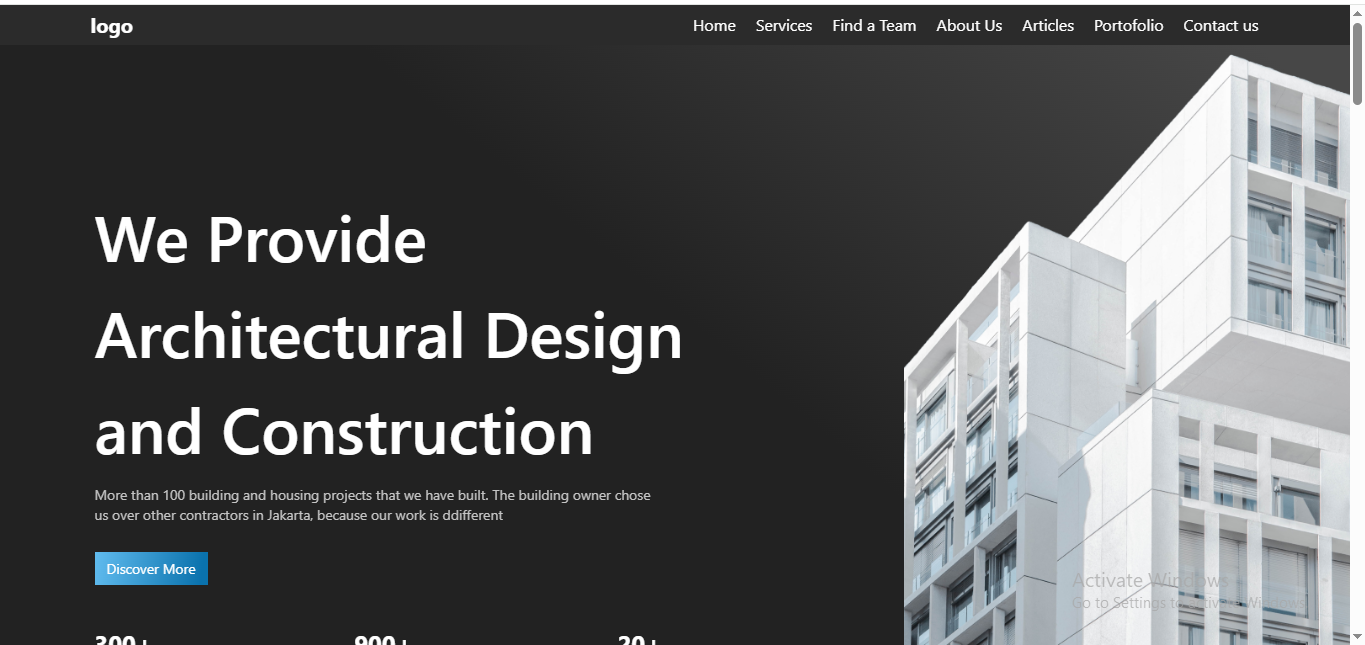 logo
Home Services Find a Team About Us Articles Portofolio Contact us
We Provide
Architectural Design
and Construction
More than 100 building and housing projects that we have built. The building owner chose
us over other contractors in Jakarta, because our work is ddifferent
Discover More
Activate Windows
Go to Settings to activate Windows.
300+ 900+ 20+